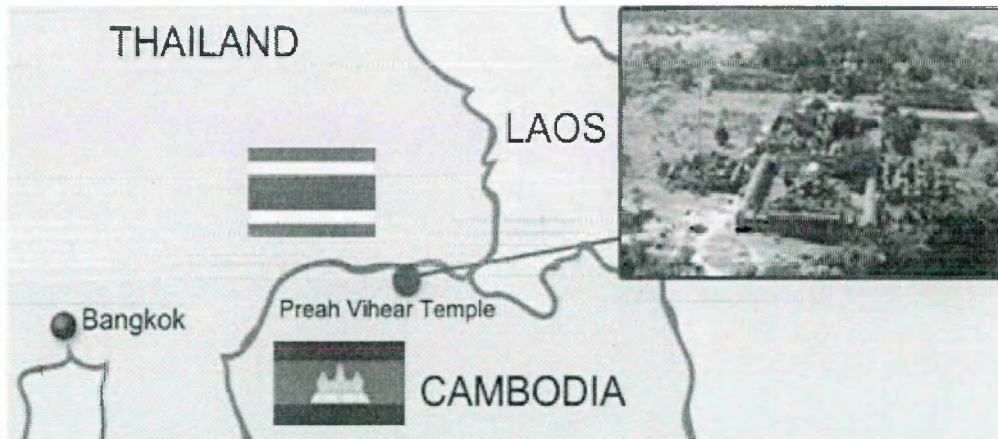 THAILAND
LAOS
Preah Vihear Temple
Bangkok
CAMBODIA